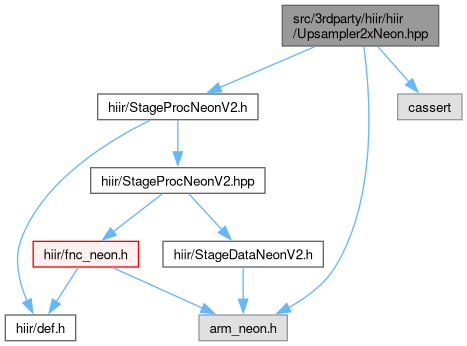 src/3rdparty/hiir/hiir
/Upsampler2xNeon.hpp
hiir/StageProcNeonV2.h
cassert
hiir/StageProcNeonV2.hpp
hiir/fnc_neon.h
hiir/StageDataNeonV2.h
hiir/def.h
arm_neon.h